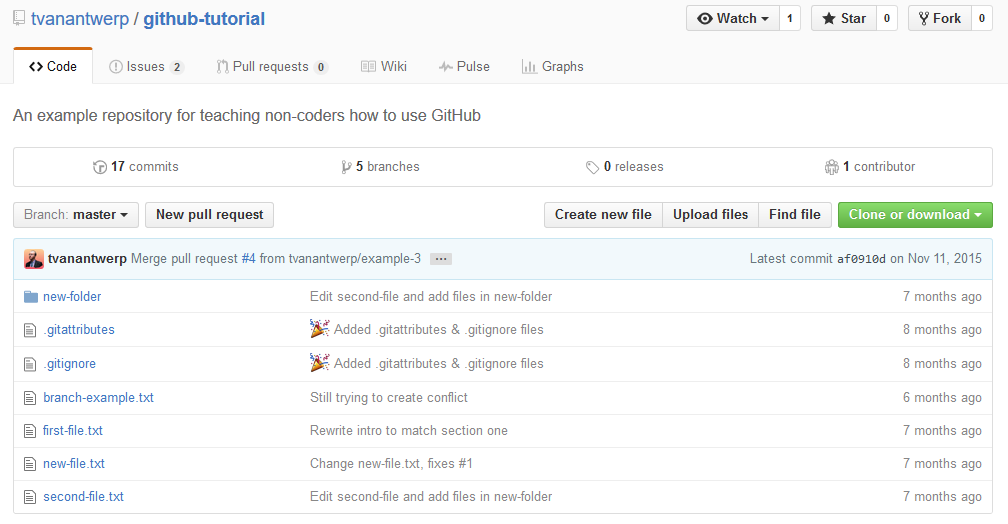 tvanantwerp / github-tutorial Watch 1 Star 0 Fork 0
Code Issues 2 Pull requests 0 Wiki Pulse Graphs
An example repository for teaching non-coders how to use GitHub
17 commits 5 branches 0 releases 1 contributor
Branch: master New pull request Create new file Upload files Find file Clone or download
tvanantwerp Merge pull request #4 from tvanantwerp/example-3 ... Latest commit af0910d on Nov 11, 2015
new-folder Edit second-file and add files in new-folder 7 months ago
.gitattributes Added .gitattributes & .gitignore files 8 months ago
.gitignore Added .gitattributes & .gitignore files 8 months ago
branch-example.txt Still trying to create conflict 6 months ago
first-file.txt Rewrite intro to match section one 7 months ago
new-file.txt Change new-file.txt, fixes #1 7 months ago
second-file.txt Edit second-file and add files in new-folder 7 months ago